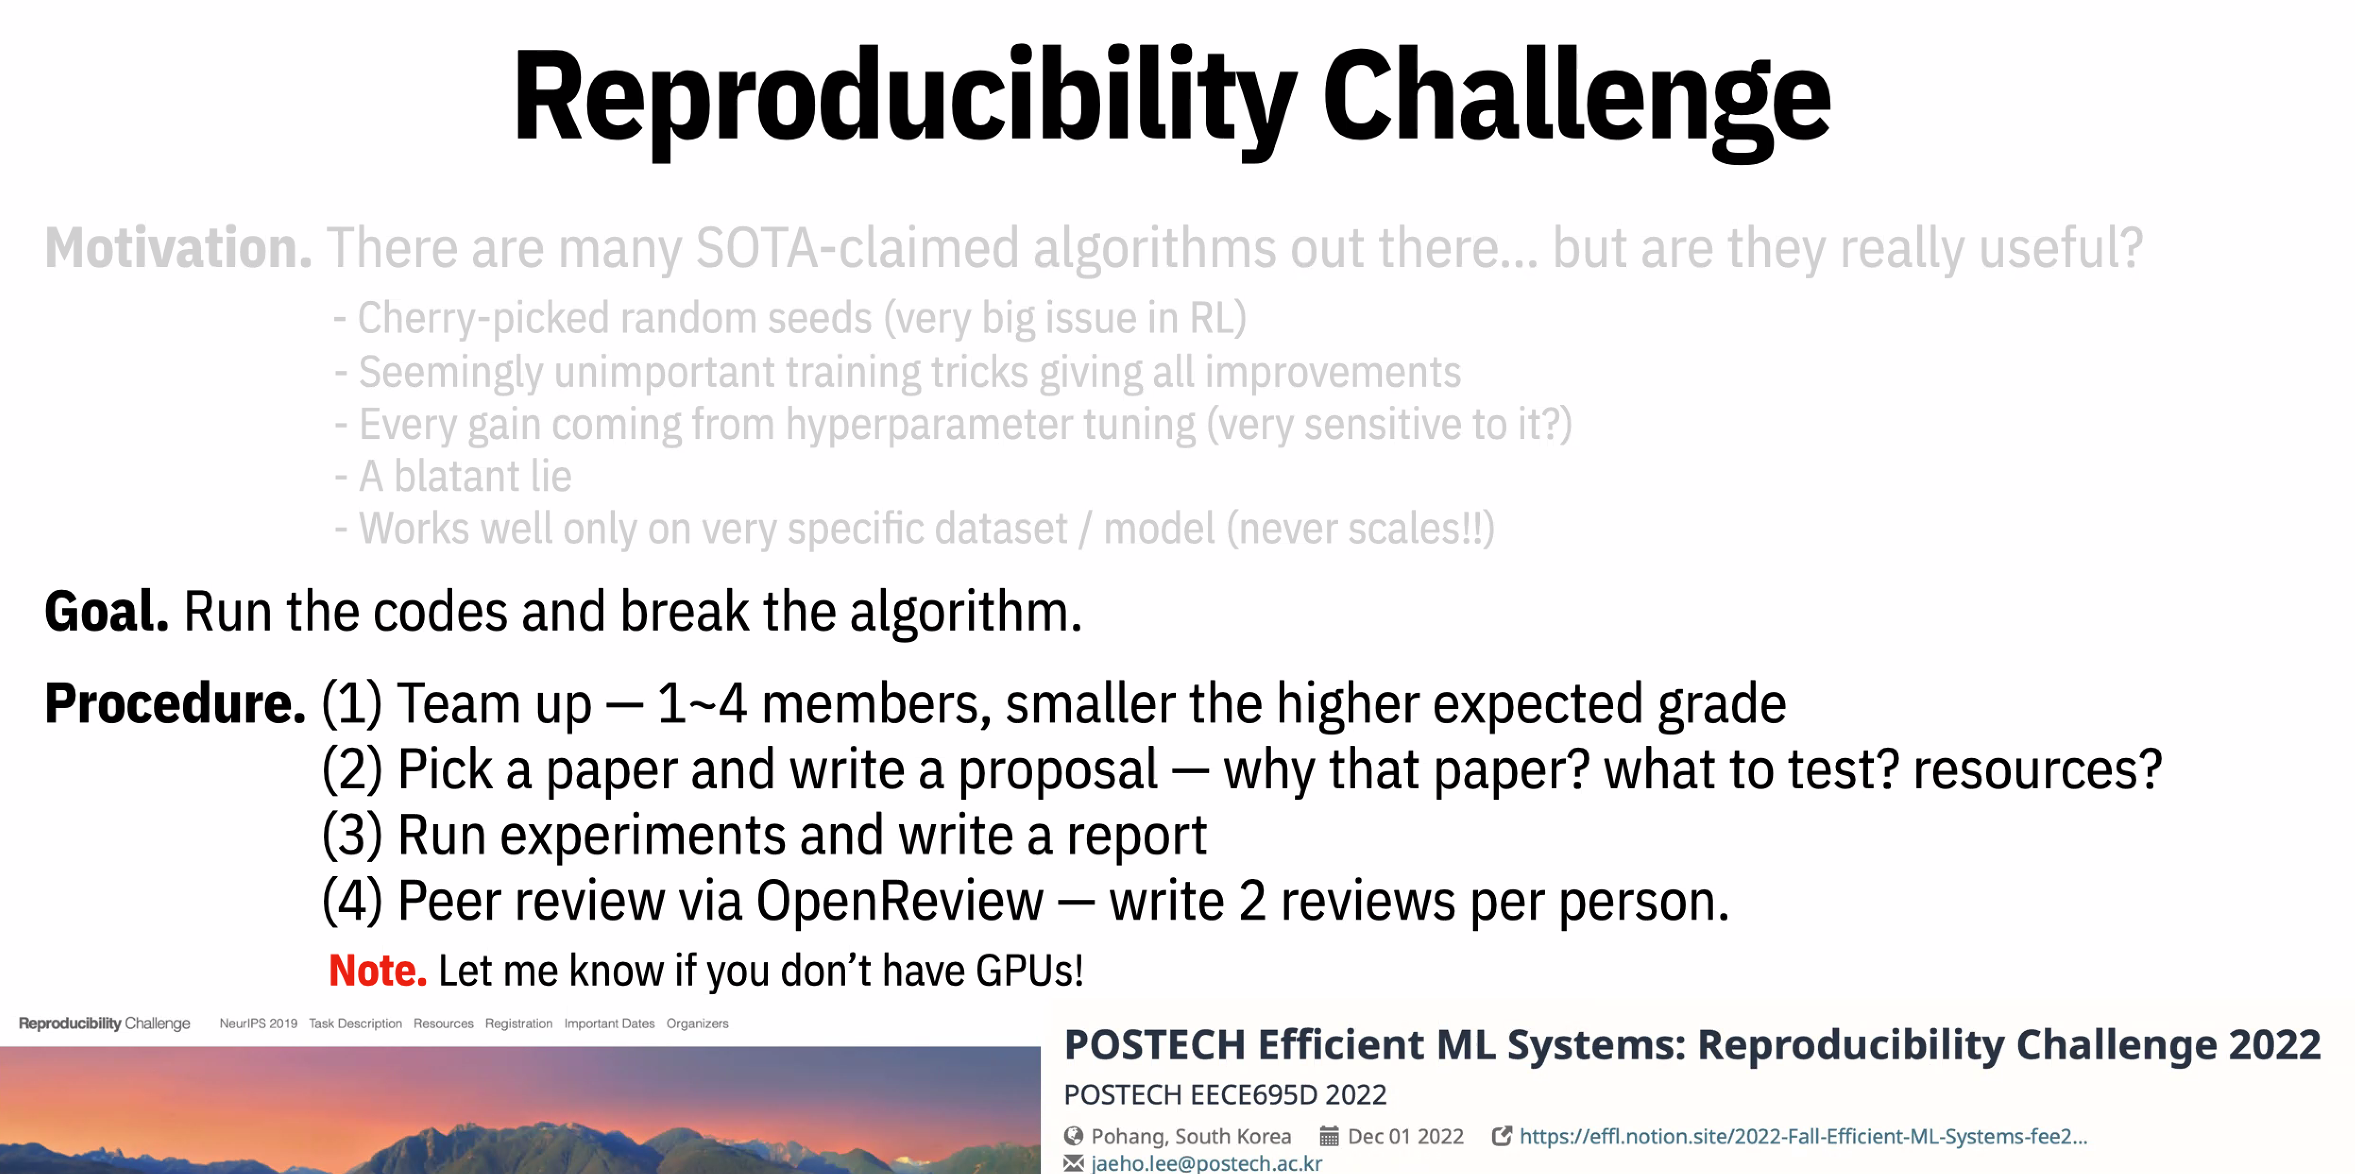 Reproducibility Challenge
Motivation. There are many SOTA-claimed algorithms out there... but are they really useful?
- Cherry-picked random seeds (very big issue in RL)
- Seemingly unimportant training tricks giving all improvements
- Every gain coming from hyperparameter tuning (very sensitive to it?)
- A blatant lie
- Works well only on very specific dataset / model (never scales!!)
Goal. Run the codes and break the algorithm.
Procedure. (1) Team up — 1~4 members, smaller the higher expected grade
(2) Pick a paper and write a proposal — why that paper? what to test? resources?
(3) Run experiments and write a report
(4) Peer review via OpenReview — write 2 reviews per person.
Note. Let me know if you don't have GPUs!
Reproducibility Challenge NeurIPS 2019 Task Description Resources Registration Important Dates Organizers
POSTECH Efficient ML Systems: Reproducibility Challenge 2022
POSTECH EECE695D 2022
Pohang, South Korea Dec 01 2022 https://effl.notion.site/2022-Fall-Efficient-ML-Systems-fee2...
jaeho.lee@postech.ac.kr